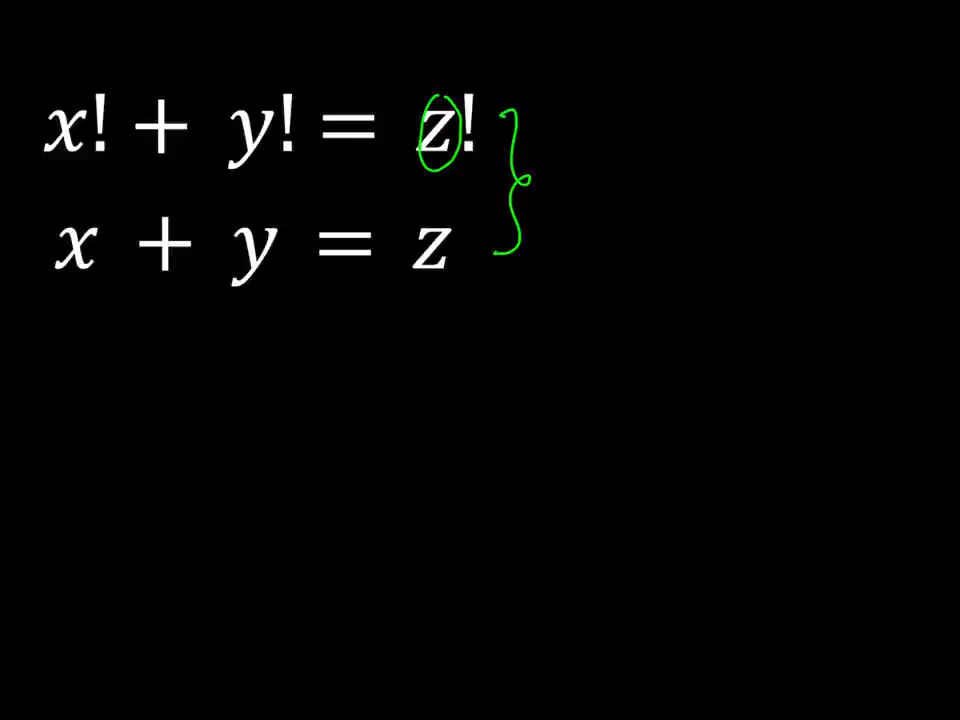 x! + y! = z!
x + y = z